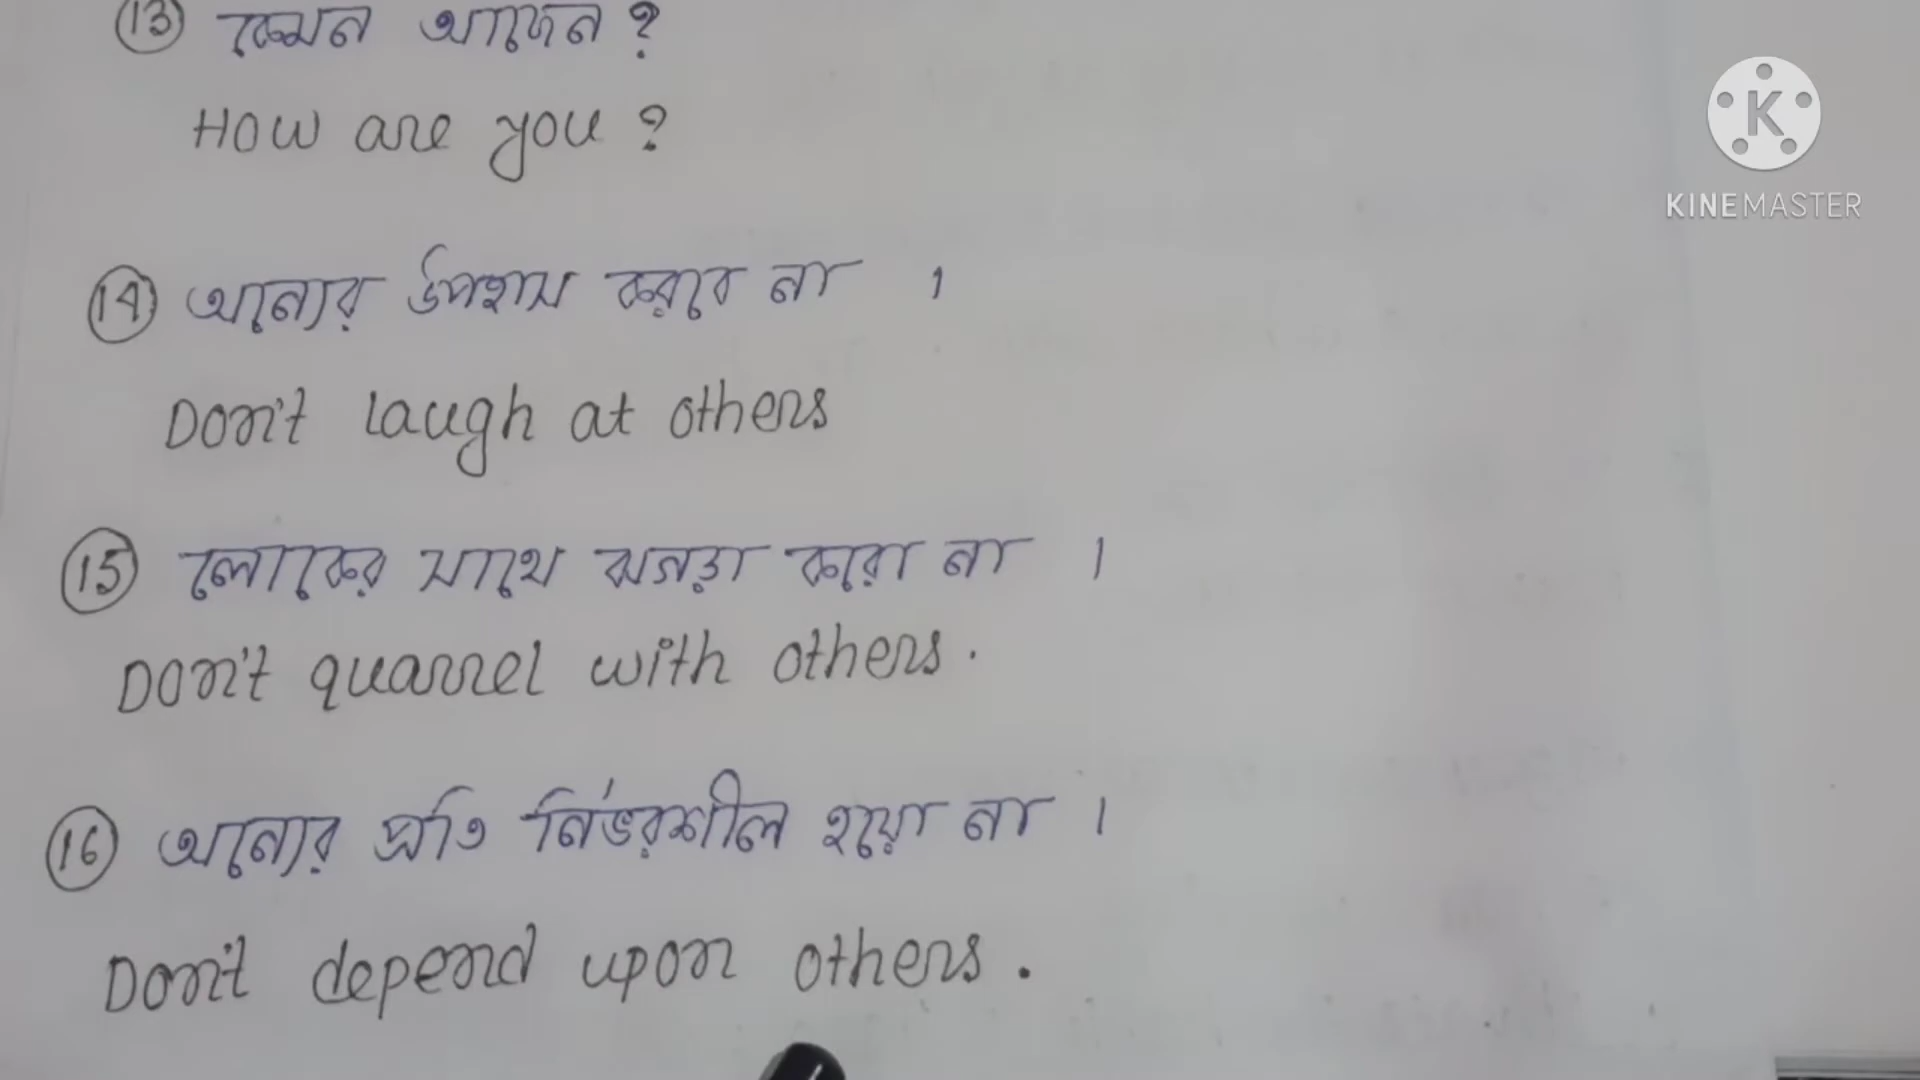 13 কেমন আছেন ?
How are you ?
14 অন্যের উপহাস করবে না ।
Don't laugh at others
15 লোকের সাথে ঝগড়া করো না ।
Don't quarrel with others.
16 অন্যের প্রতি নির্ভরশীল হয়ো না ।
Don't depend upon others.
K
KINEMASTER